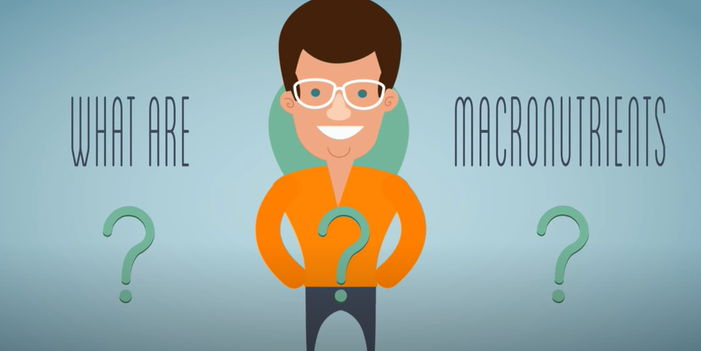 WHAT ARE MACRONUTRIENTS
? ? ?